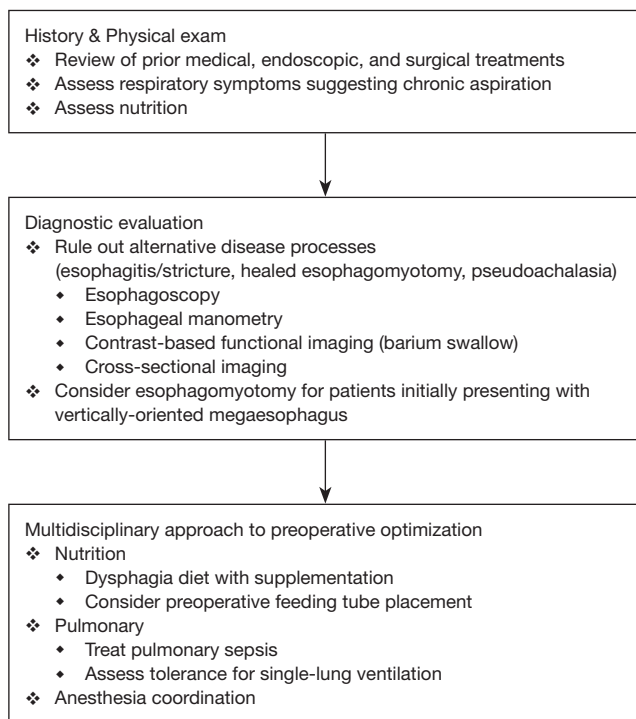 History & Physical exam
❖ Review of prior medical, endoscopic, and surgical treatments
❖ Assess respiratory symptoms suggesting chronic aspiration
❖ Assess nutrition
Diagnostic evaluation
❖ Rule out alternative disease processes
(esophagitis/stricture, healed esophagomyotomy, pseudoachalasia)
◆ Esophagoscopy
◆ Esophageal manometry
◆ Contrast-based functional imaging (barium swallow)
◆ Cross-sectional imaging
❖ Consider esophagomyotomy for patients initially presenting with
vertically-oriented megaesophagus
Multidisciplinary approach to preoperative optimization
❖ Nutrition
◆ Dysphagia diet with supplementation
◆ Consider preoperative feeding tube placement
❖ Pulmonary
◆ Treat pulmonary sepsis
◆ Assess tolerance for single-lung ventilation
❖ Anesthesia coordination